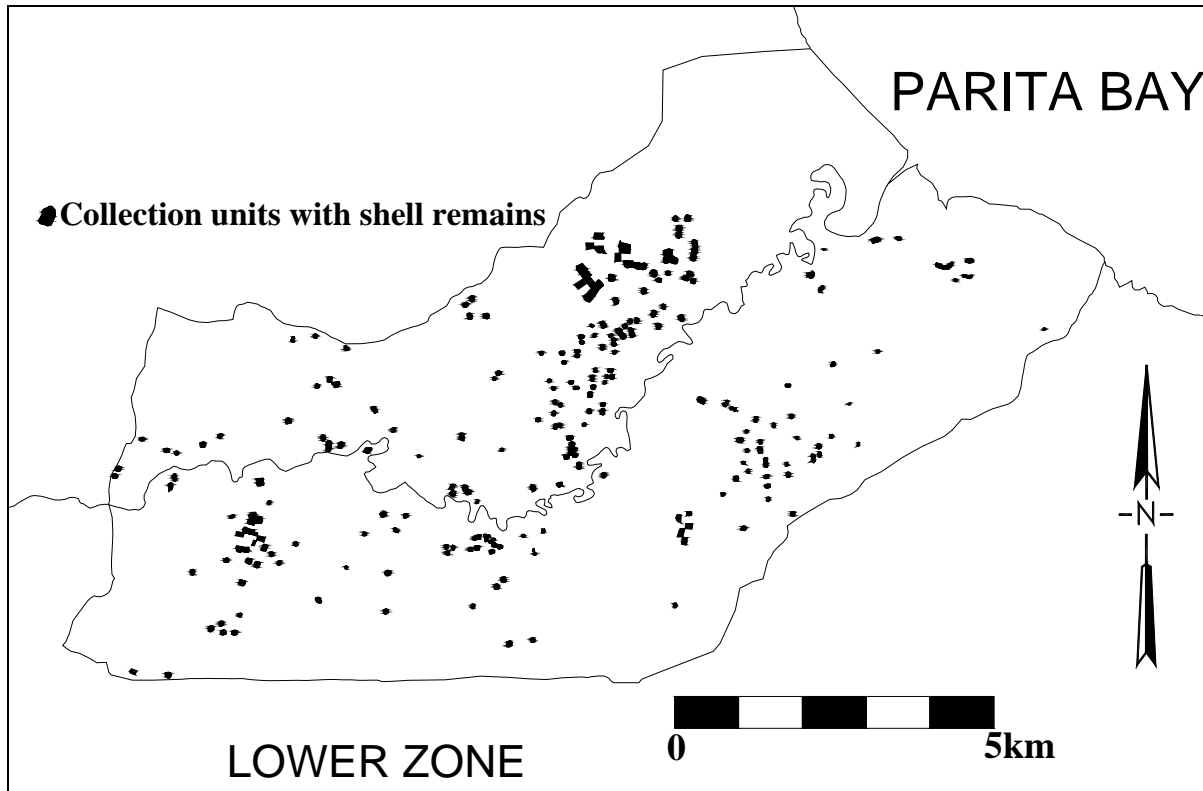 PARITA BAY
Collection units with shell remains
N
0 5km
LOWER ZONE